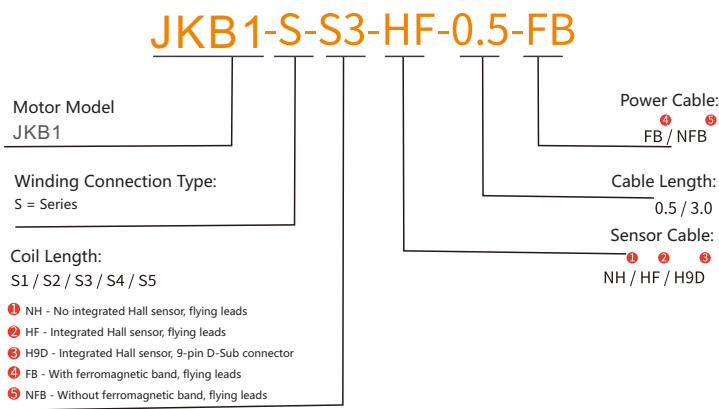 JKB1-S-S3-HF-0.5-FB
Motor Model
JKB1
Winding Connection Type:
S = Series
Coil Length:
S1 / S2 / S3 / S4 / S5
1 NH - No integrated Hall sensor, flying leads
2 HF - Integrated Hall sensor, flying leads
3 H9D - Integrated Hall sensor, 9-pin D-Sub connector
4 FB - With ferromagnetic band, flying leads
5 NFB - Without ferromagnetic band, flying leads
Power Cable:
4 5
FB / NFB
Cable Length:
0.5 / 3.0
Sensor Cable:
1 2 3
NH / HF / H9D